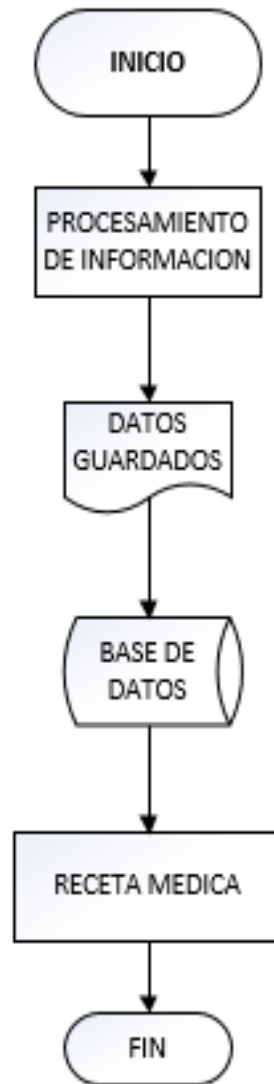 INICIO
PROCESAMIENTO
DE INFORMACION
DATOS
GUARDADOS
BASE DE
DATOS
RECETA MEDICA
FIN